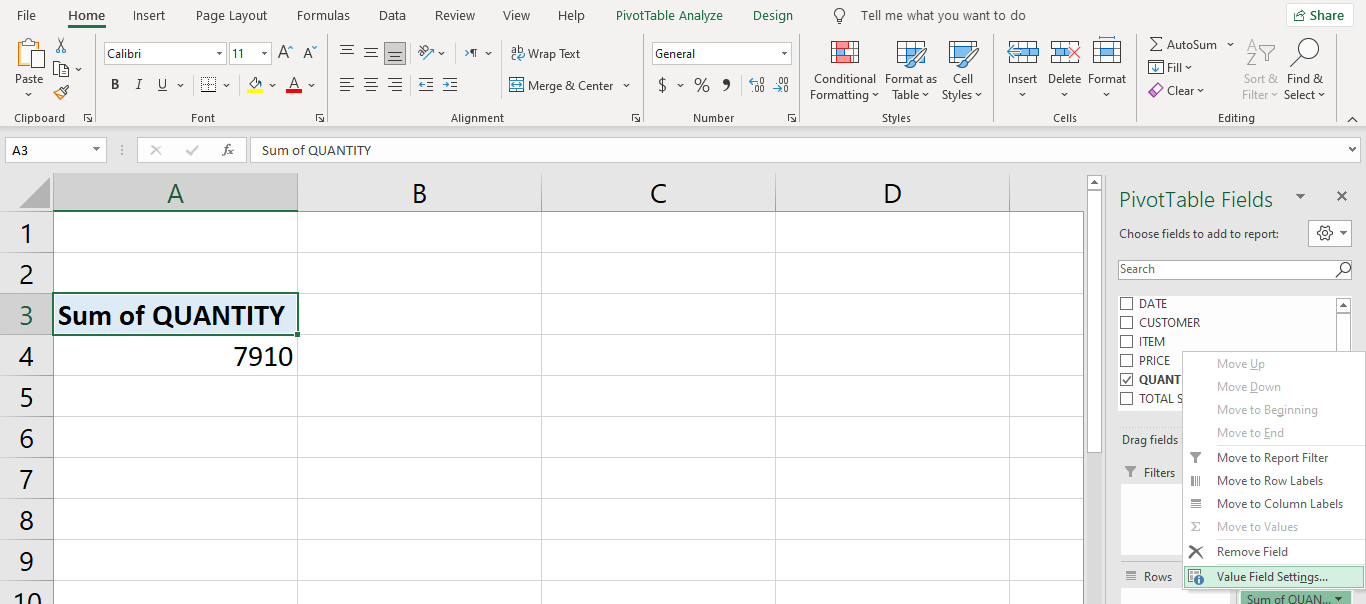 File Home Insert Page Layout Formulas Data Review View Help PivotTable Analyze Design Tell me what you want to do Share
Calibri 11 A^ A˅ ab Wrap Text General AutoSum
Paste B I U A Merge & Center $ % 9 .00 .00 Conditional Formatting Format as Table Cell Styles Insert Delete Format Fill Sort & Filter Find & Select
Clear
Clipboard Font Alignment Number Styles Cells Editing
A3 fx Sum of QUANTITY
A B C D
1
2
3 Sum of QUANTITY
4 7910
5
6
7
8
9
10
PivotTable Fields
Choose fields to add to report:
Search
DATE
CUSTOMER
ITEM
PRICE
QUANT
TOTAL S
Drag fields
Filters
Rows
Move Up
Move Down
Move to Beginning
Move to End
Move to Report Filter
Move to Row Labels
Move to Column Labels
Move to Values
Remove Field
Value Field Settings...
Sum of QUAN...